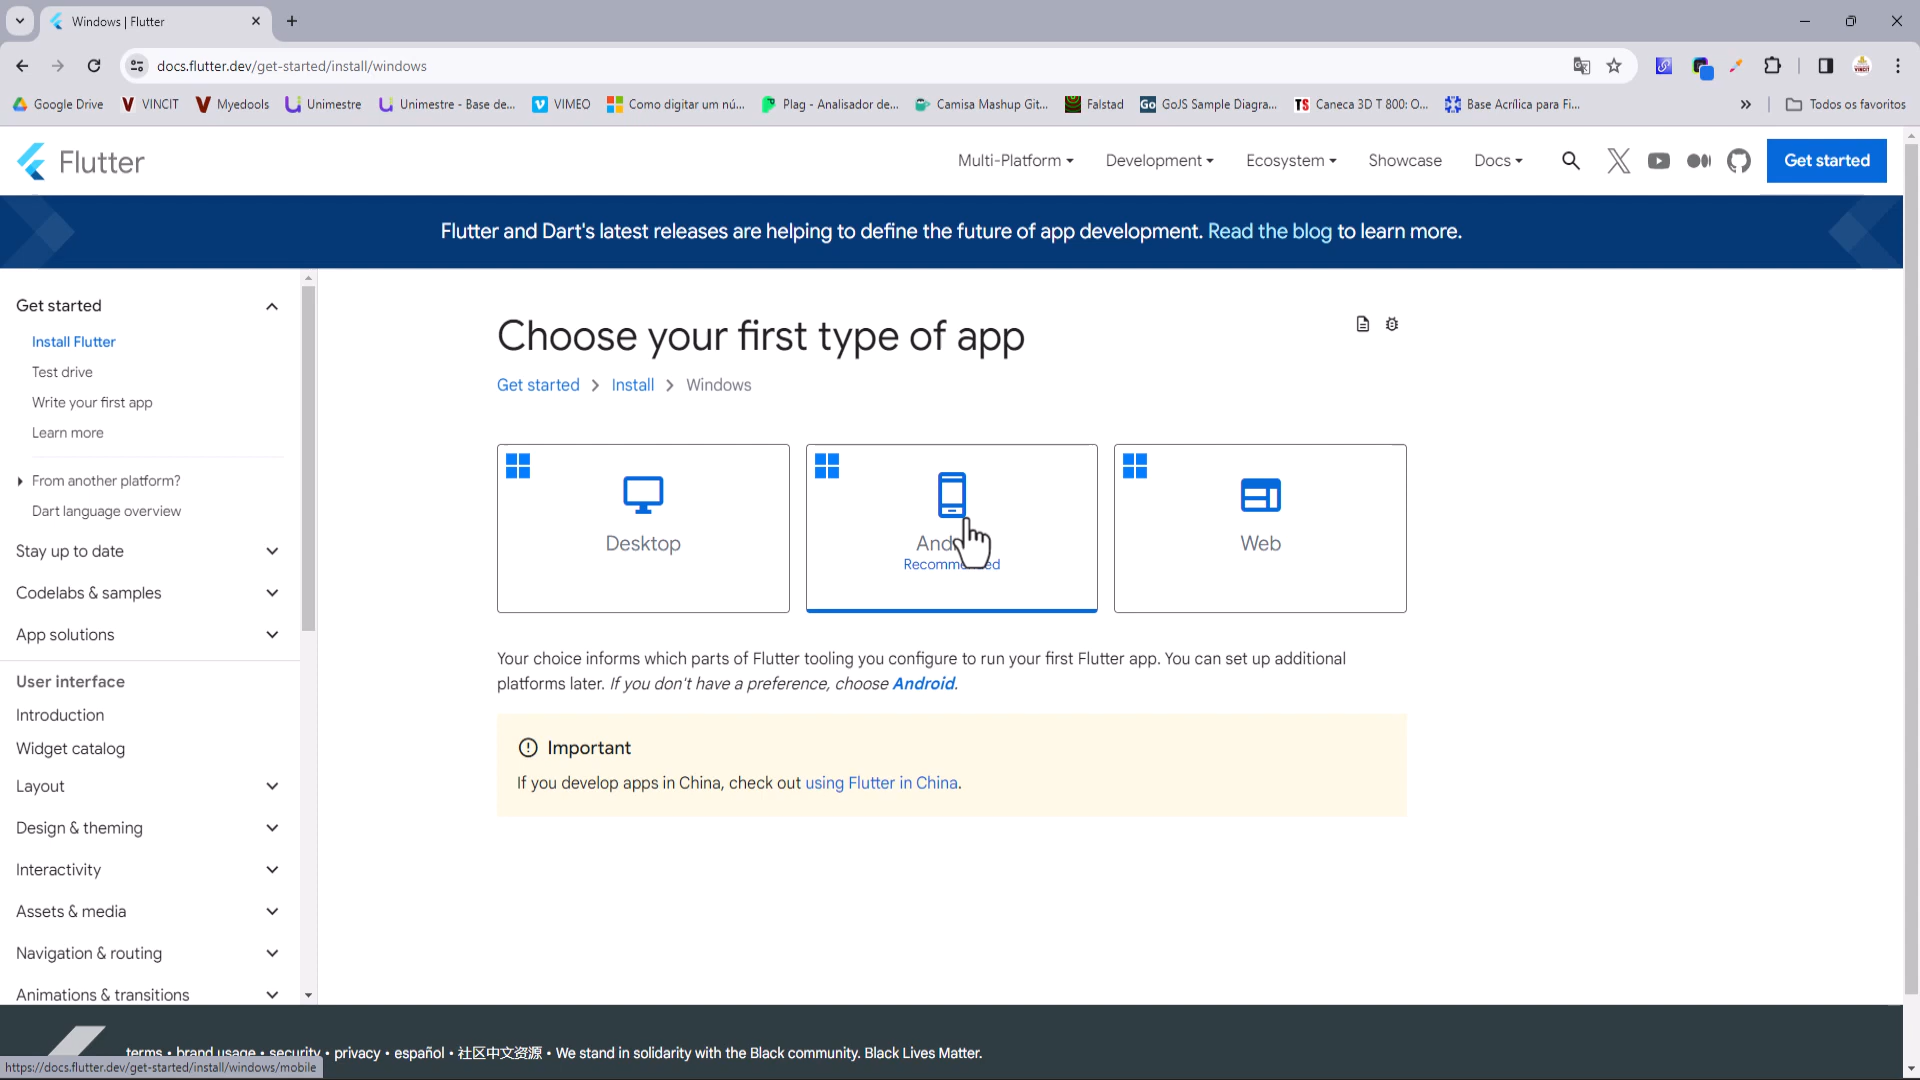 Windows | Flutter
docs.flutter.dev/get-started/install/windows
Google Drive VINCIT Myedools Unimestre Unimestre - Base de... VIMEO Como digitar um nú... Plag - Analisador de... Camisa Mashup Git... Falstad GoJS Sample Diagra... Caneca 3D T 800: O... Base Acrílica para Fi... » Todos os favoritos
Flutter
Multi-Platform Development Ecosystem Showcase Docs Get started
Flutter and Dart's latest releases are helping to define the future of app development. Read the blog to learn more.
Get started
Install Flutter
Test drive
Write your first app
Learn more
From another platform?
Dart language overview
Stay up to date
Codelabs & samples
App solutions
User interface
Introduction
Widget catalog
Layout
Design & theming
Interactivity
Assets & media
Navigation & routing
Animations & transitions
Choose your first type of app
Get started > Install > Windows
Desktop
Recommended
Web
Your choice informs which parts of Flutter tooling you configure to run your first Flutter app. You can set up additional
platforms later. If you don't have a preference, choose Android.
Important
If you develop apps in China, check out using Flutter in China.
terms • brand usage • security • privacy • español • 社区中文资源 • We stand in solidarity with the Black community. Black Lives Matter.
https://docs.flutter.dev/get-started/install/windows/mobile